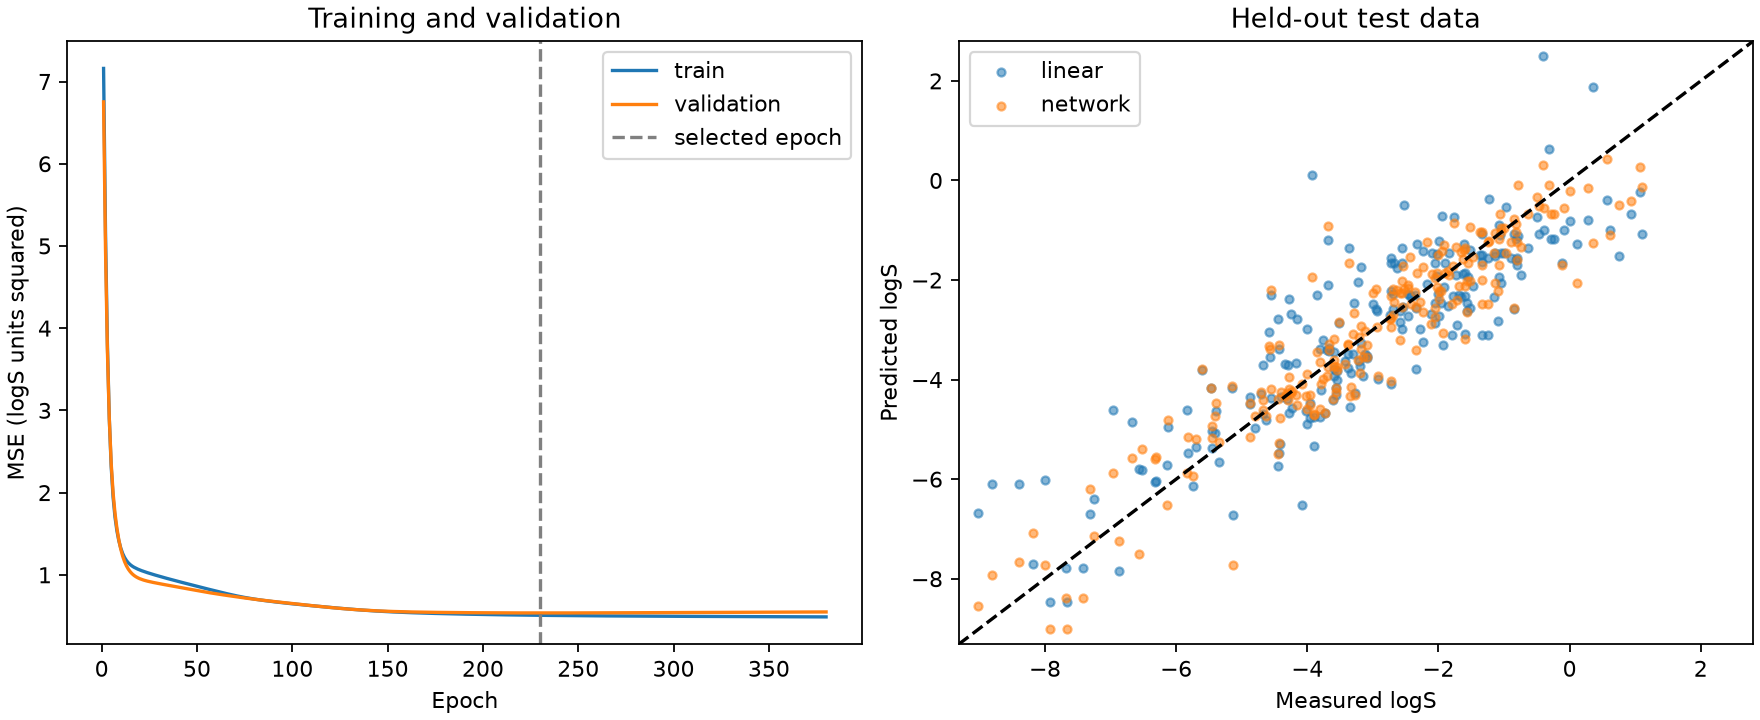 Training and validation
7
6
5
4
3
2
1
MSE (logS units squared)
train
validation
selected epoch
0
50
100
150
200
250
300
350
Epoch
Held-out test data
2
0
−2
−4
−6
−8
Predicted logS
linear
network
−8
−6
−4
−2
0
2
Measured logS